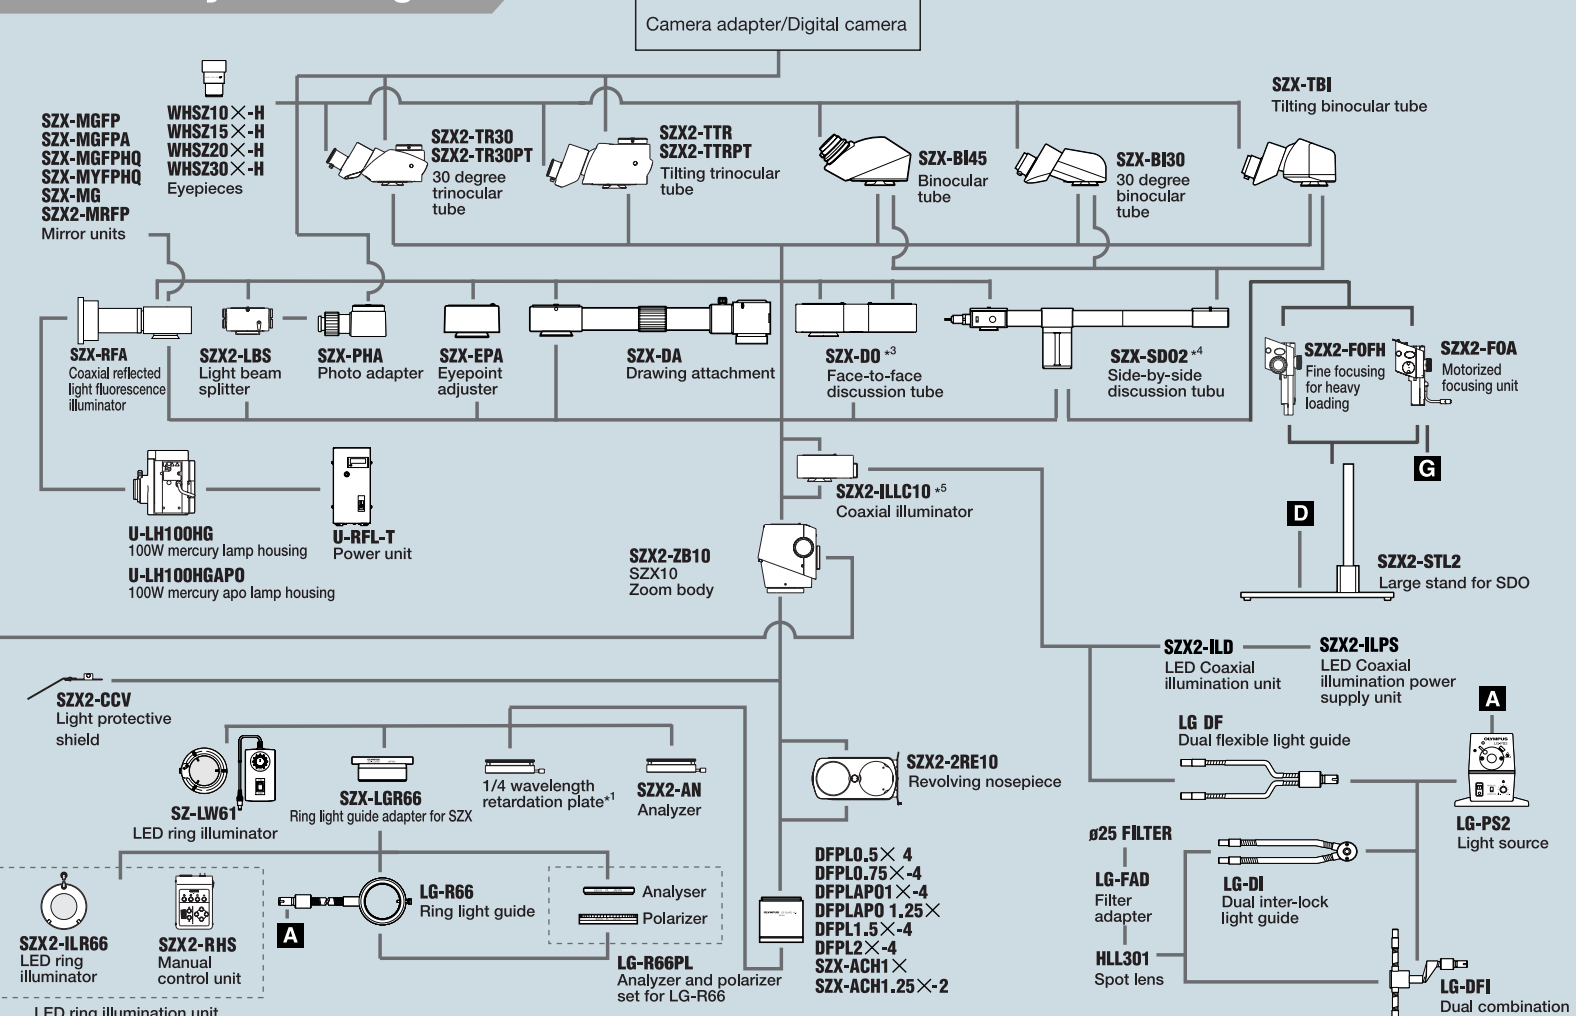 Camera adapter/Digital camera
SZX-MGFP
SZX-MGFPA
SZX-MGFPHQ
SZX-MYFPHQ
SZX-MG
SZX2-MRFP
Mirror units
WHSZ10×-H
WHSZ15×-H
WHSZ20×-H
WHSZ30×-H
Eyepieces
SZX2-TR30
SZX2-TR30PT
30 degree
trinocular
tube
SZX2-TTR
SZX2-TTRPT
Tilting trinocular
tube
SZX-BI45
Binocular
tube
SZX-BI30
30 degree
binocular
tube
SZX-TBI
Tilting binocular tube
SZX-RFA
Coaxial reflected
light fluorescence
illuminator
SZX2-LBS
Light beam
splitter
SZX-PHA
Photo adapter
SZX-EPA
Eyepoint
adjuster
SZX-DA
Drawing attachment
SZX-DO *3
Face-to-face
discussion tube
SZX-SDO2 *4
Side-by-side
discussion tubu
SZX2-FOFH
Fine focusing
for heavy
loading
SZX2-FOA
Motorized
focusing unit
G
D
SZX2-STL2
Large stand for SDO
U-LH100HG
100W mercury lamp housing
U-LH100HGAPO
100W mercury apo lamp housing
U-RFL-T
Power unit
SZX2-ILLC10 *5
Coaxial illuminator
SZX2-ZB10
SZX10
Zoom body
SZX2-ILD
LED Coaxial
illumination unit
SZX2-ILPS
LED Coaxial
illumination power
supply unit
A
SZX2-CCV
Light protective
shield
SZ-LW61
LED ring illuminator
SZX-LGR66
Ring light guide adapter for SZX
1/4 wavelength
retardation plate*1
SZX2-AN
Analyzer
SZX2-2RE10
Revolving nosepiece
LG DF
Dual flexible light guide
OLYMPUS
LG-PS2
Light source
ø25 FILTER
LG-FAD
Filter
adapter
HLL301
Spot lens
LG-DI
Dual inter-lock
light guide
LG-DFI
Dual combination
SZX2-ILR66
LED ring
illuminator
SZX2-RHS
Manual
control unit
LED ring illumination unit
A
LG-R66
Ring light guide
Analyser
Polarizer
LG-R66PL
Analyzer and polarizer
set for LG-R66
OLYMPUS
DFPL0.5× 4
DFPL0.75×-4
DFPLAPO1×-4
DFPLAPO 1.25×
DFPL1.5×-4
DFPL2×-4
SZX-ACH1×
SZX-ACH1.25×-2